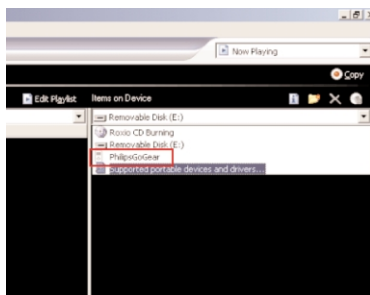 Now Playing
Copy
Edit Playlist
Items on Device
Removable Disk (E:)
Roxio CD Burning
Removable Disk (E:)
PhilipsGoGear
Supported portable devices and drivers...